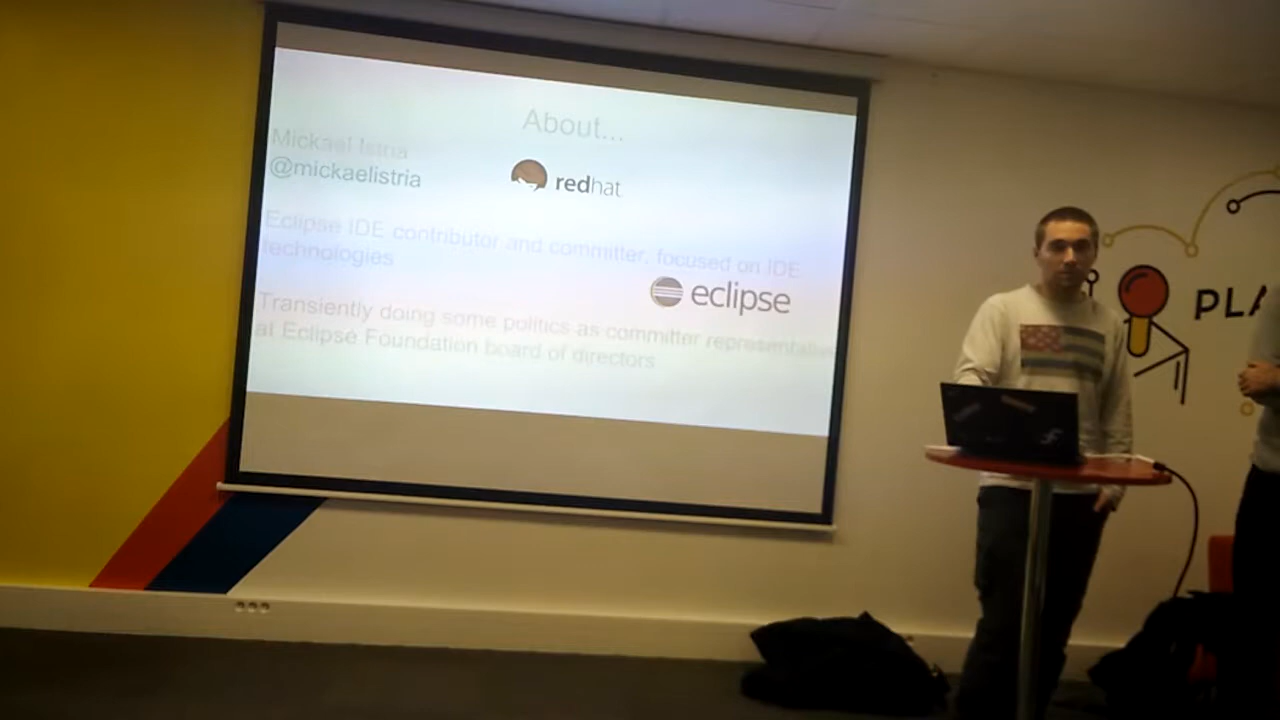 About...
Mickael Istria
@mickaelistria
redhat
Eclipse IDE contributor and committer, focused on IDE
technologies
eclipse
Transiently doing some politics as committer representative
at Eclipse Foundation board of directors
PLA